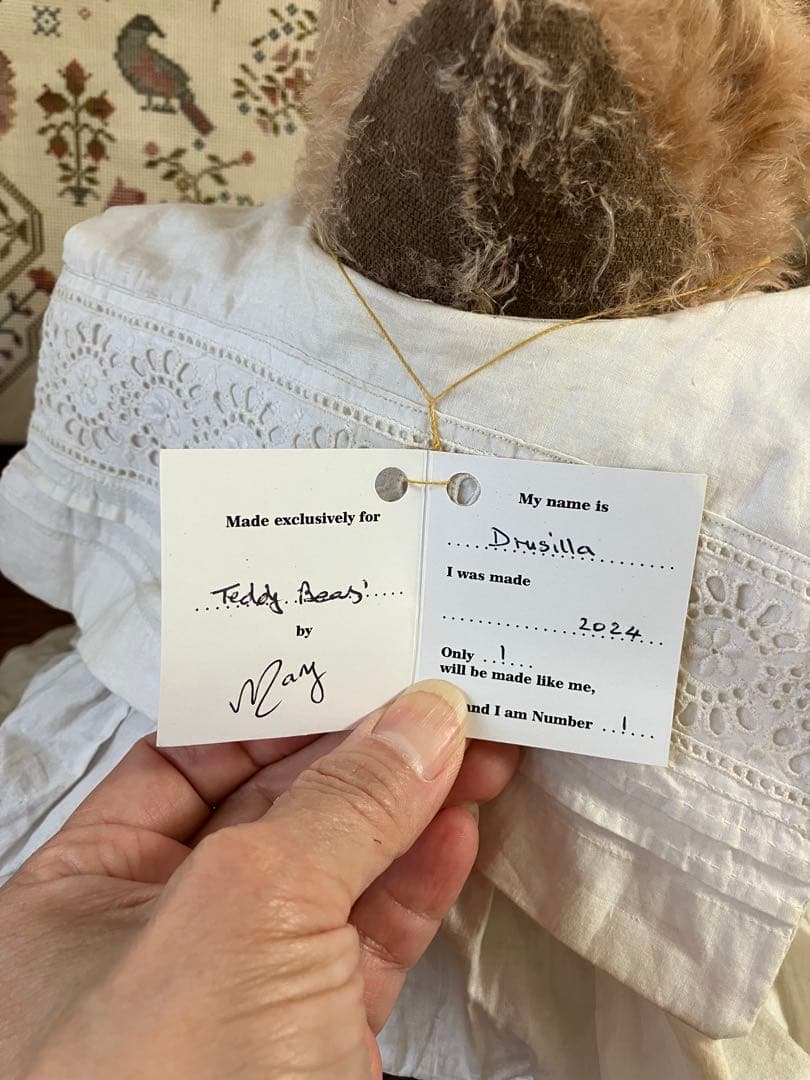 Made exclusively for
Teddy Bears'
by
Mary
My name is
Drusilla
I was made
2024
Only 1
will be made like me,
and I am Number 1